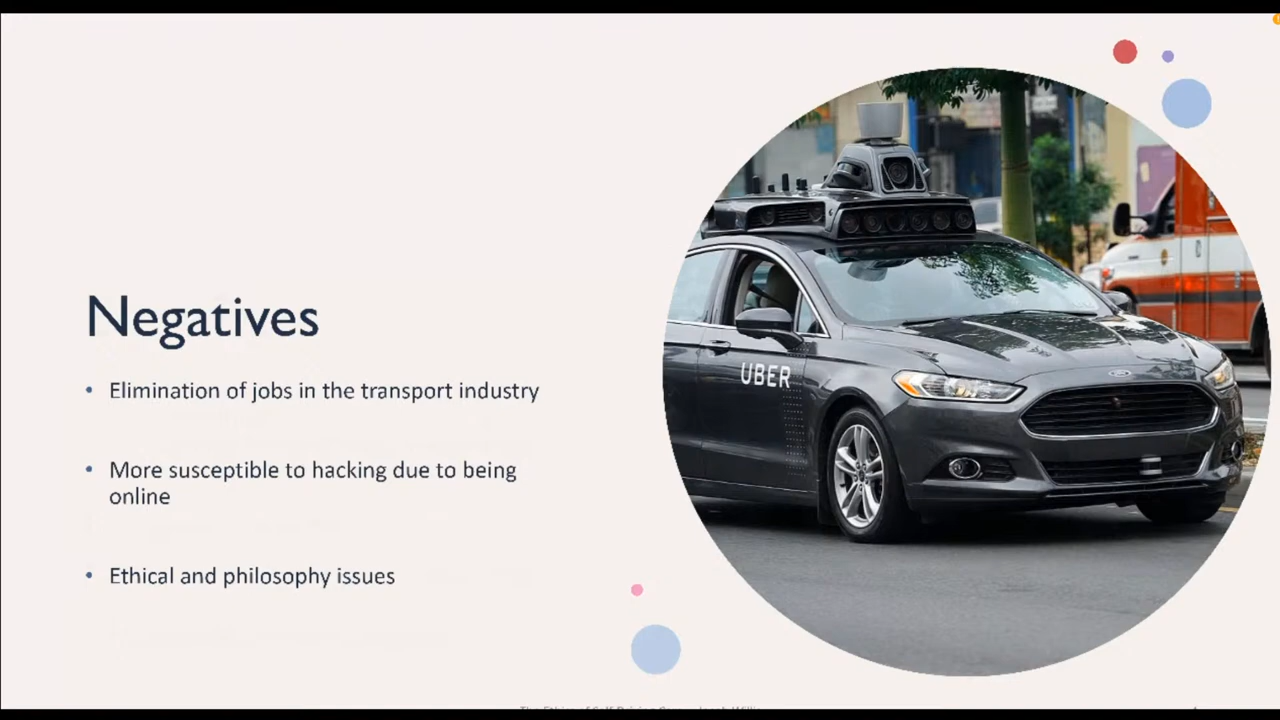 Negatives
• Elimination of jobs in the transport industry
• More susceptible to hacking due to being
online
• Ethical and philosophy issues
UBER